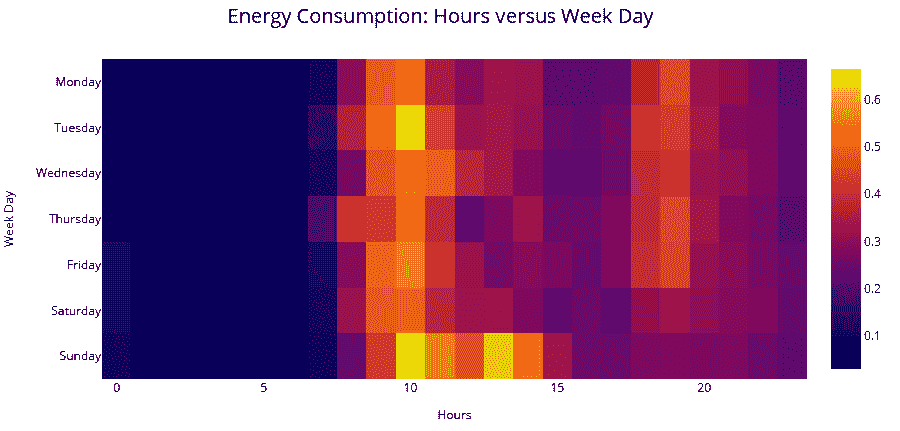 Energy Consumption: Hours versus Week Day
Week Day
Monday
Tuesday
Wednesday
Thursday
Friday
Saturday
Sunday
0 5 10 15 20
Hours
0.6
0.5
0.4
0.3
0.2
0.1